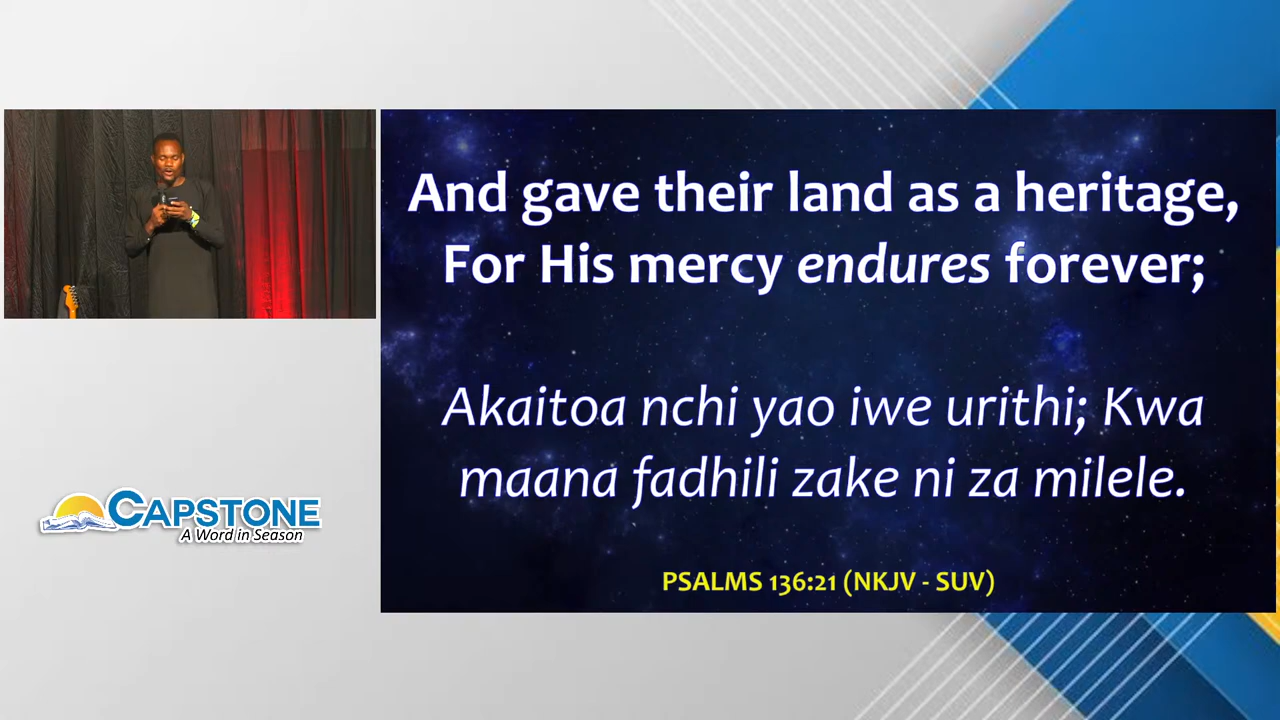 And gave their land as a heritage,
For His mercy endures forever;
Akaitoa nchi yao iwe urithi; Kwa
maana fadhili zake ni za milele.
PSALMS 136:21 (NKJV - SUV)
CAPSTONE
A Word in Season